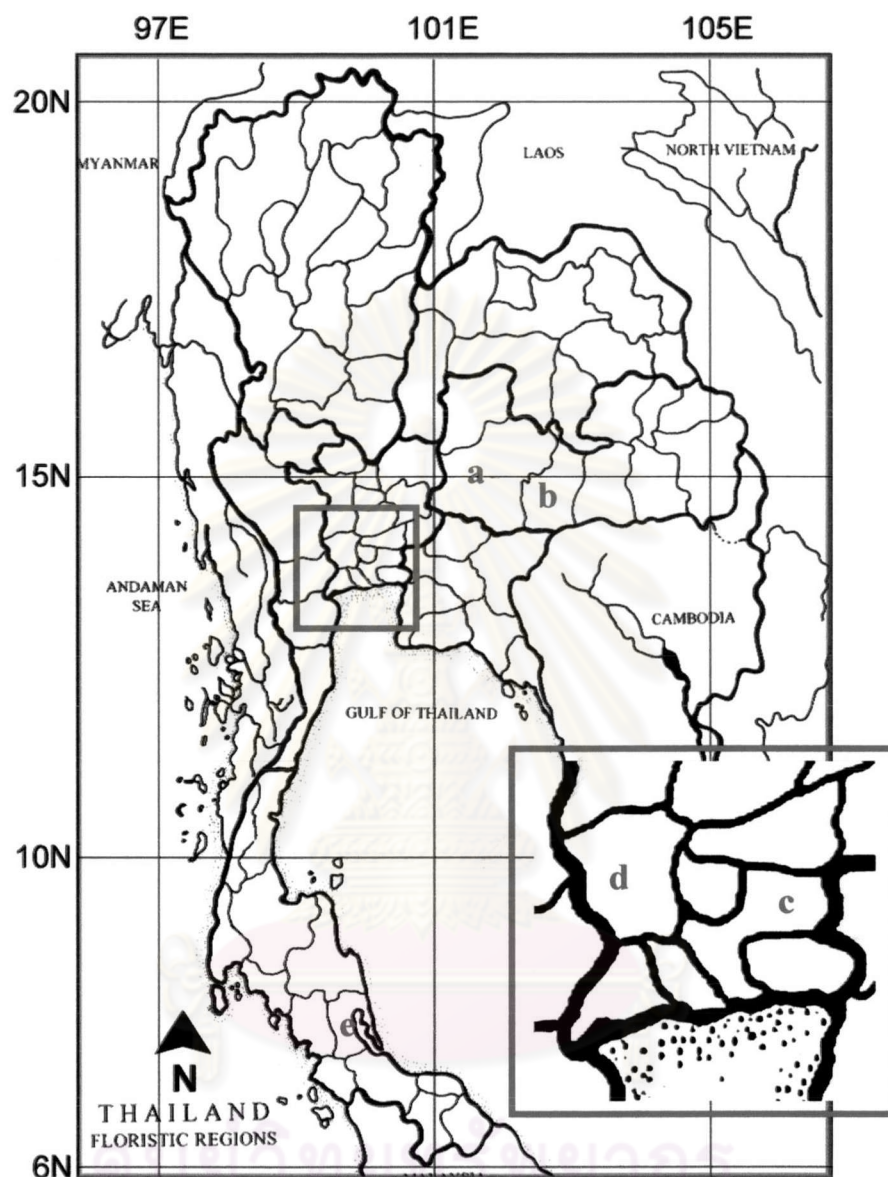 97E 101E 105E
20N
MYANMAR
LAOS
NORTH VIETNAM
15N
a
b
ANDAMAN
SEA
CAMBODIA
GULF OF THAILAND
10N
d
c
e
N
THAILAND
FLORISTIC REGIONS
6N
MALAYSIA